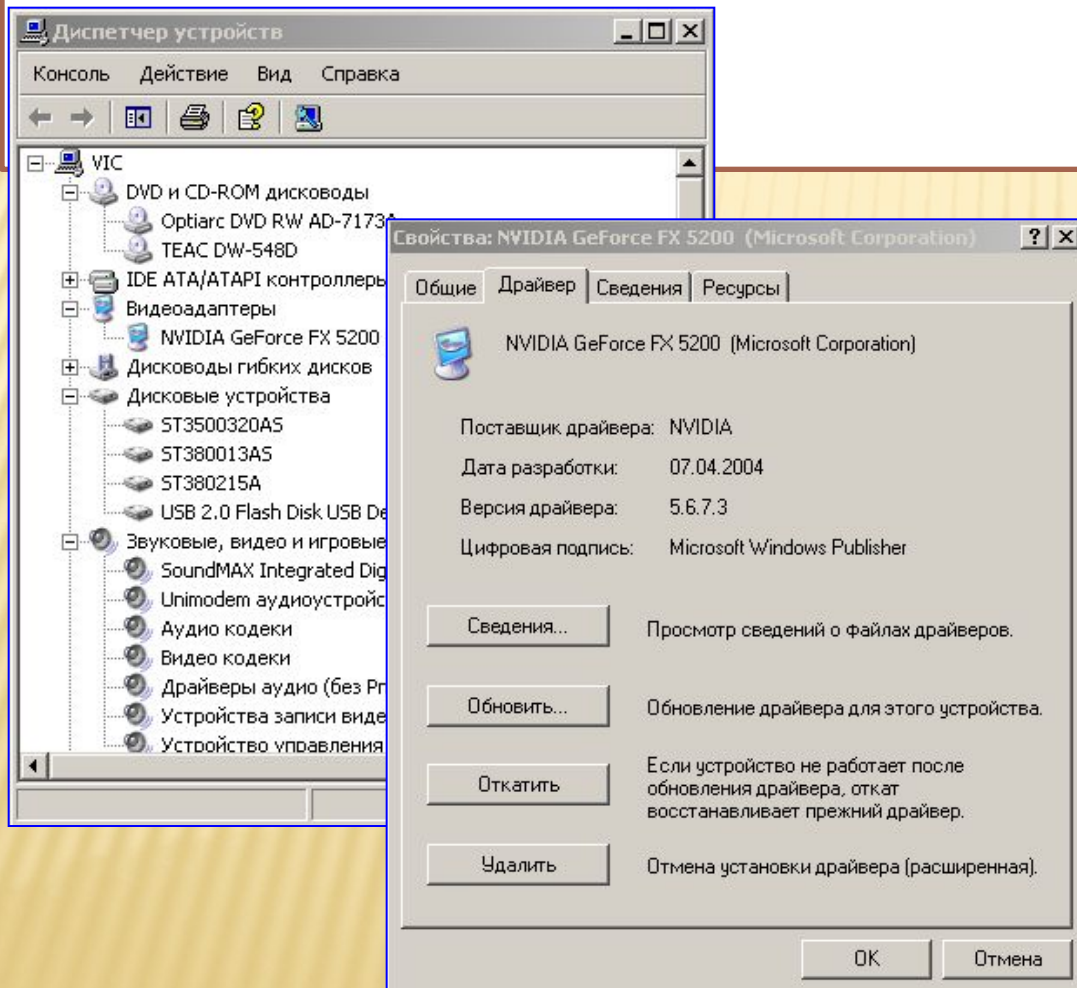 Диспетчер устройств
Консоль Действие Вид Справка
VIC
DVD и CD-ROM дисководы
Optiarc DVD RW AD-7173A
TEAC DW-548D
IDE ATA/ATAPI контроллеры
Видеоадаптеры
NVIDIA GeForce FX 5200
Дисководы гибких дисков
Дисковые устройства
ST3500320AS
ST380013AS
ST380215A
USB 2.0 Flash Disk USB De
Звуковые, видео и игровые
SoundMAX Integrated Dig
Unimodem аудиоустройс
Аудио кодеки
Видео кодеки
Драйверы аудио (без Pr
Устройства записи виде
Устройство управления
Свойства: NVIDIA GeForce FX 5200 (Microsoft Corporation)
Общие Драйвер Сведения Ресурсы
NVIDIA GeForce FX 5200 (Microsoft Corporation)
Поставщик драйвера: NVIDIA
Дата разработки: 07.04.2004
Версия драйвера: 5.6.7.3
Цифровая подпись: Microsoft Windows Publisher
Сведения... Просмотр сведений о файлах драйверов.
Обновить... Обновление драйвера для этого устройства.
Откатить Если устройство не работает после
обновления драйвера, откат
восстанавливает прежний драйвер.
Удалить Отмена установки драйвера (расширенная).
OK Отмена